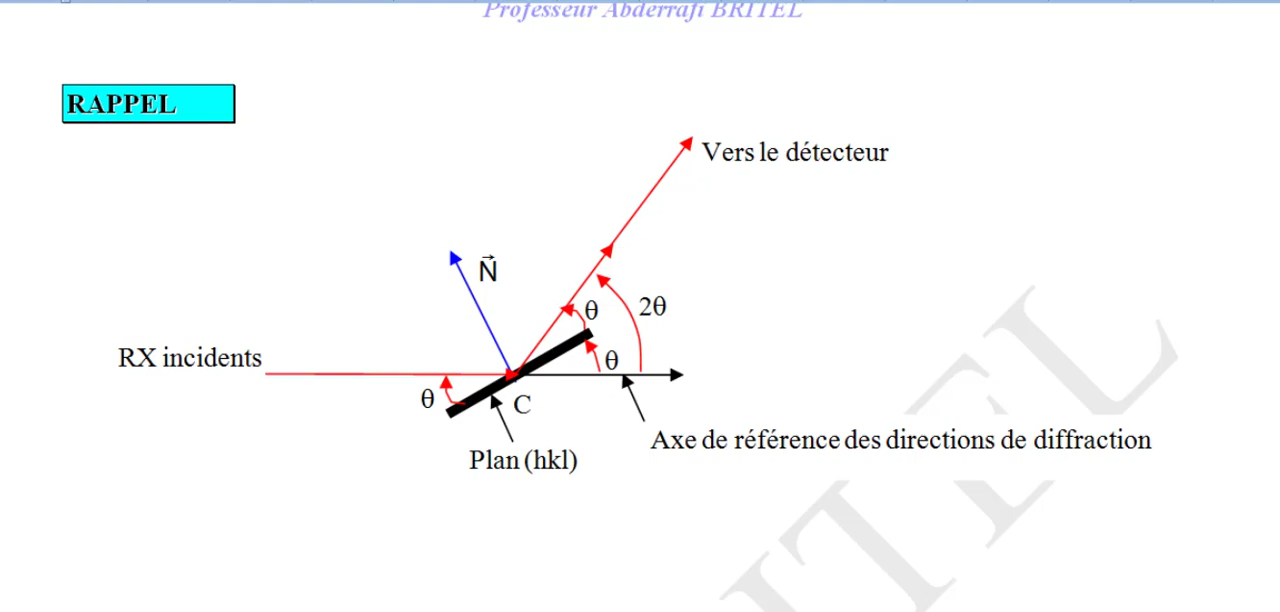 Professeur Abderrafi BRITEL
RAPPEL
Vers le détecteur
N
θ
2θ
RX incidents
θ
θ
C
Axe de référence des directions de diffraction
Plan (hkl)